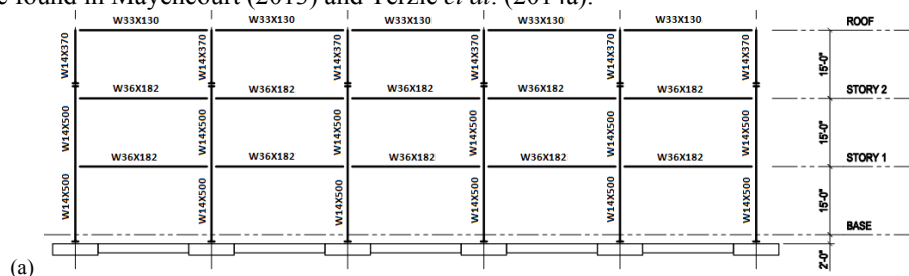 e found in Mayencourt (2013) and Terzic et al. (2014a).
W33X130 W33X130 W33X130 W33X130 W33X130 ROOF
W14X370 W14X370 W14X370 W14X370 W14X370 W14X370 15'-0"
W36X182 W36X182 W36X182 W36X182 W36X182 STORY 2
W14X500 W14X500 W14X500 W14X500 W14X500 W14X500 15'-0"
W36X182 W36X182 W36X182 W36X182 W36X182 STORY 1
W14X500 W14X500 W14X500 W14X500 W14X500 W14X500 15'-0"
BASE
(a) 2'-0"